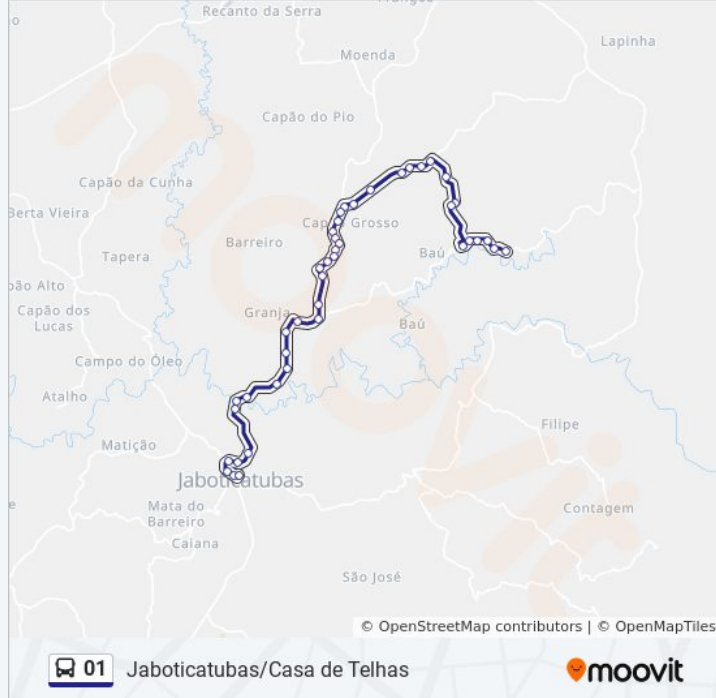 Recanto da Serra
Lapinha
Moenda
Capão do Pio
Capão da Cunha
Berta Vieira
Capão Grosso
Barreiro
Tapera
Baú
Capão dos
Lucas
Granja
Baú
Campo do Óleo
Atalho
Filipe
Matição
Jaboticatubas
Mata do
Barreiro
Contagem
Caiana
São José
© OpenStreetMap contributors | © OpenMapTiles
01 Jaboticatubas/Casa de Telhas
moovit